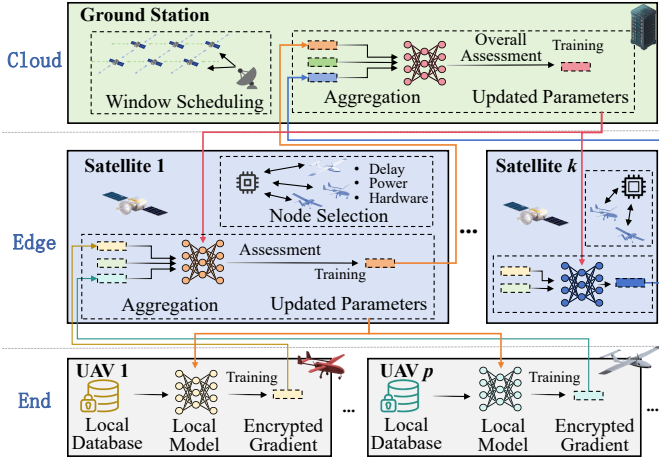 Cloud
Ground Station
Window Scheduling
Overall
Assessment
Training
Aggregation
Updated Parameters
Edge
Satellite 1
• Delay
• Power
• Hardware
Node Selection
Assessment
Training
Aggregation
Updated Parameters
...
Satellite k
End
UAV 1
Training
Local
Database
Local
Model
Encrypted
Gradient
...
UAV p
Training
Local
Database
Local
Model
Encrypted
Gradient
...